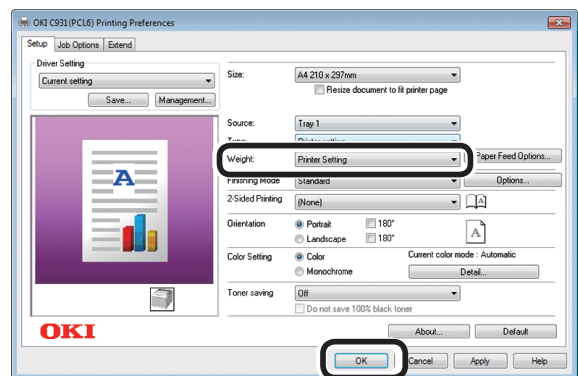 OKI C931(PCL6) Printing Preferences
Setup Job Options Extend
Driver Setting
Current setting
Save... Management...
Size: A4 210 x 297mm
Resize document to fit printer page
Source: Tray 1
Weight: Printer Setting Paper Feed Options...
Finishing Mode Standard Options...
2-Sided Printing (None)
Orientation Portrait 180°
Landscape 180°
Color Setting Color Current color mode : Automatic
Monochrome Detail...
Toner saving Off
Do not save 100% black toner
A
A
A
OKI
About... Default
OK Cancel Apply Help